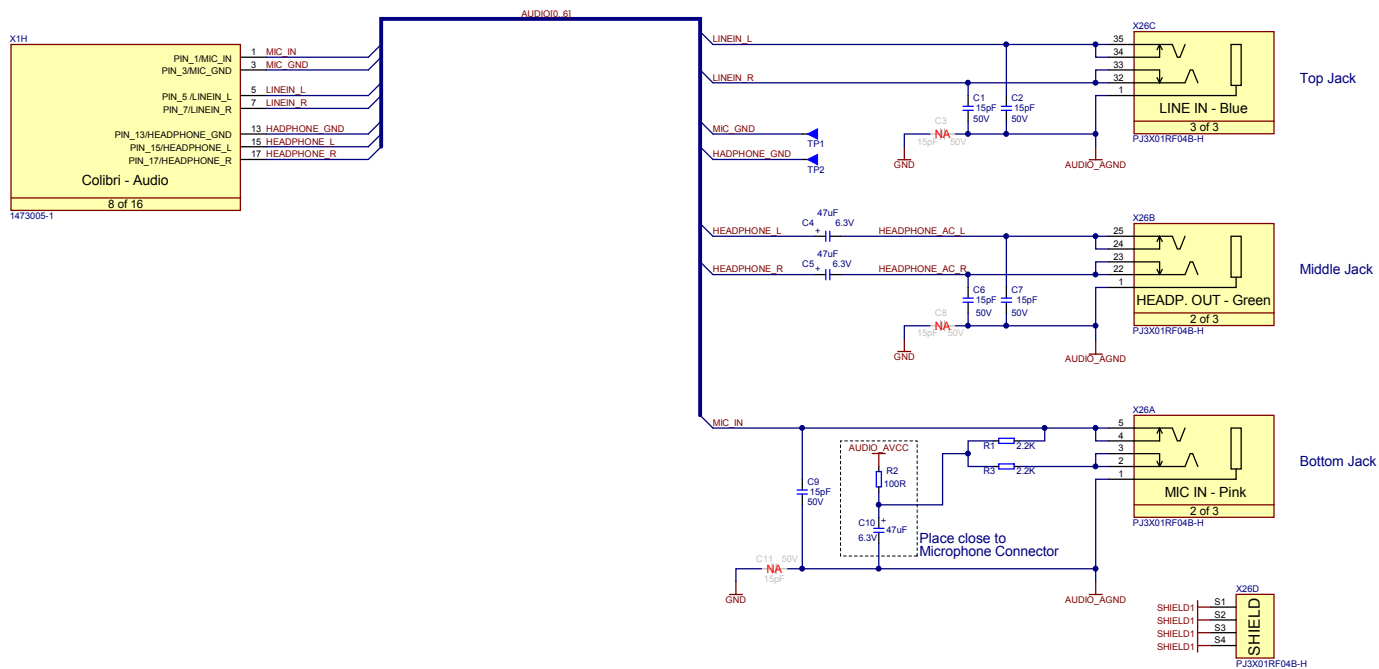 AUDIO[0..6]
X1H
PIN_1/MIC_IN 1 MIC_IN
PIN_3/MIC_GND 3 MIC_GND
PIN_5 /LINEIN_L 5 LINEIN_L
PIN_7/LINEIN_R 7 LINEIN_R
PIN_13/HEADPHONE_GND 13 HADPHONE_GND
PIN_15/HEADPHONE_L 15 HEADPHONE_L
PIN_17/HEADPHONE_R 17 HEADPHONE_R
Colibri - Audio
8 of 16
1473005-1
LINEIN_L
LINEIN_R
C1
15pF
50V
C2
15pF
50V
C3
NA
15pF 50V
GND
AUDIO_AGND
X26C
35
34
33
32
1
LINE IN - Blue
3 of 3
PJ3X01RF04B-H
Top Jack
MIC_GND
TP1
HADPHONE_GND
TP2
HEADPHONE_L
47uF
C4 + 6.3V
HEADPHONE_AC_L
HEADPHONE_R
47uF
C5 + 6.3V
HEADPHONE_AC_R
C6
15pF
50V
C7
15pF
50V
C8
NA
15pF 50V
GND
AUDIO_AGND
X26B
25
24
23
22
1
HEADP. OUT - Green
2 of 3
PJ3X01RF04B-H
Middle Jack
MIC_IN
C9
15pF
50V
AUDIO_AVCC
R2
100R
C10 +
47uF
6.3V
Place close to
Microphone Connector
R1 2.2K
R3 2.2K
C11 50V
NA
15pF
GND
AUDIO_AGND
X26A
5
4
3
2
1
MIC IN - Pink
2 of 3
PJ3X01RF04B-H
Bottom Jack
X26D
SHIELD1 S1
SHIELD1 S2
SHIELD1 S3
SHIELD1 S4
SHIELD
PJ3X01RF04B-H